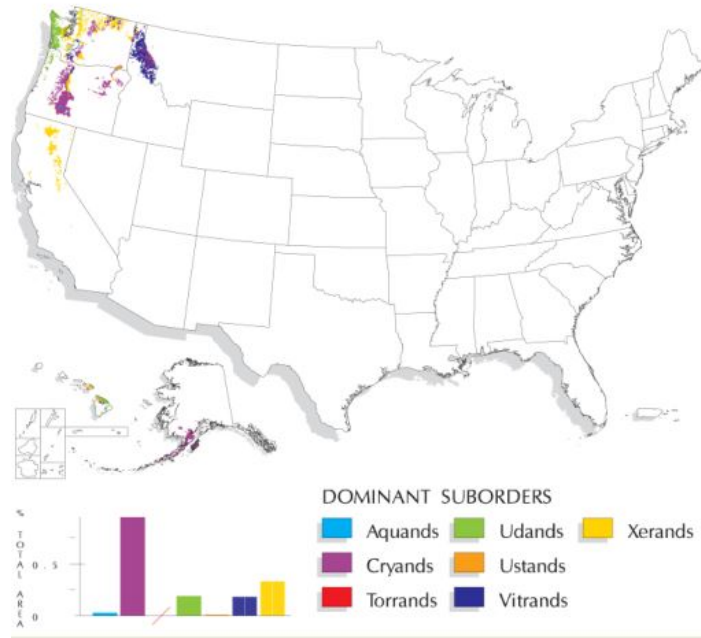 DOMINANT SUBORDERS
Aquands Udands Xerands
Cryands Ustands
Torrands Vitrands
% TOTAL AREA
0.5
0